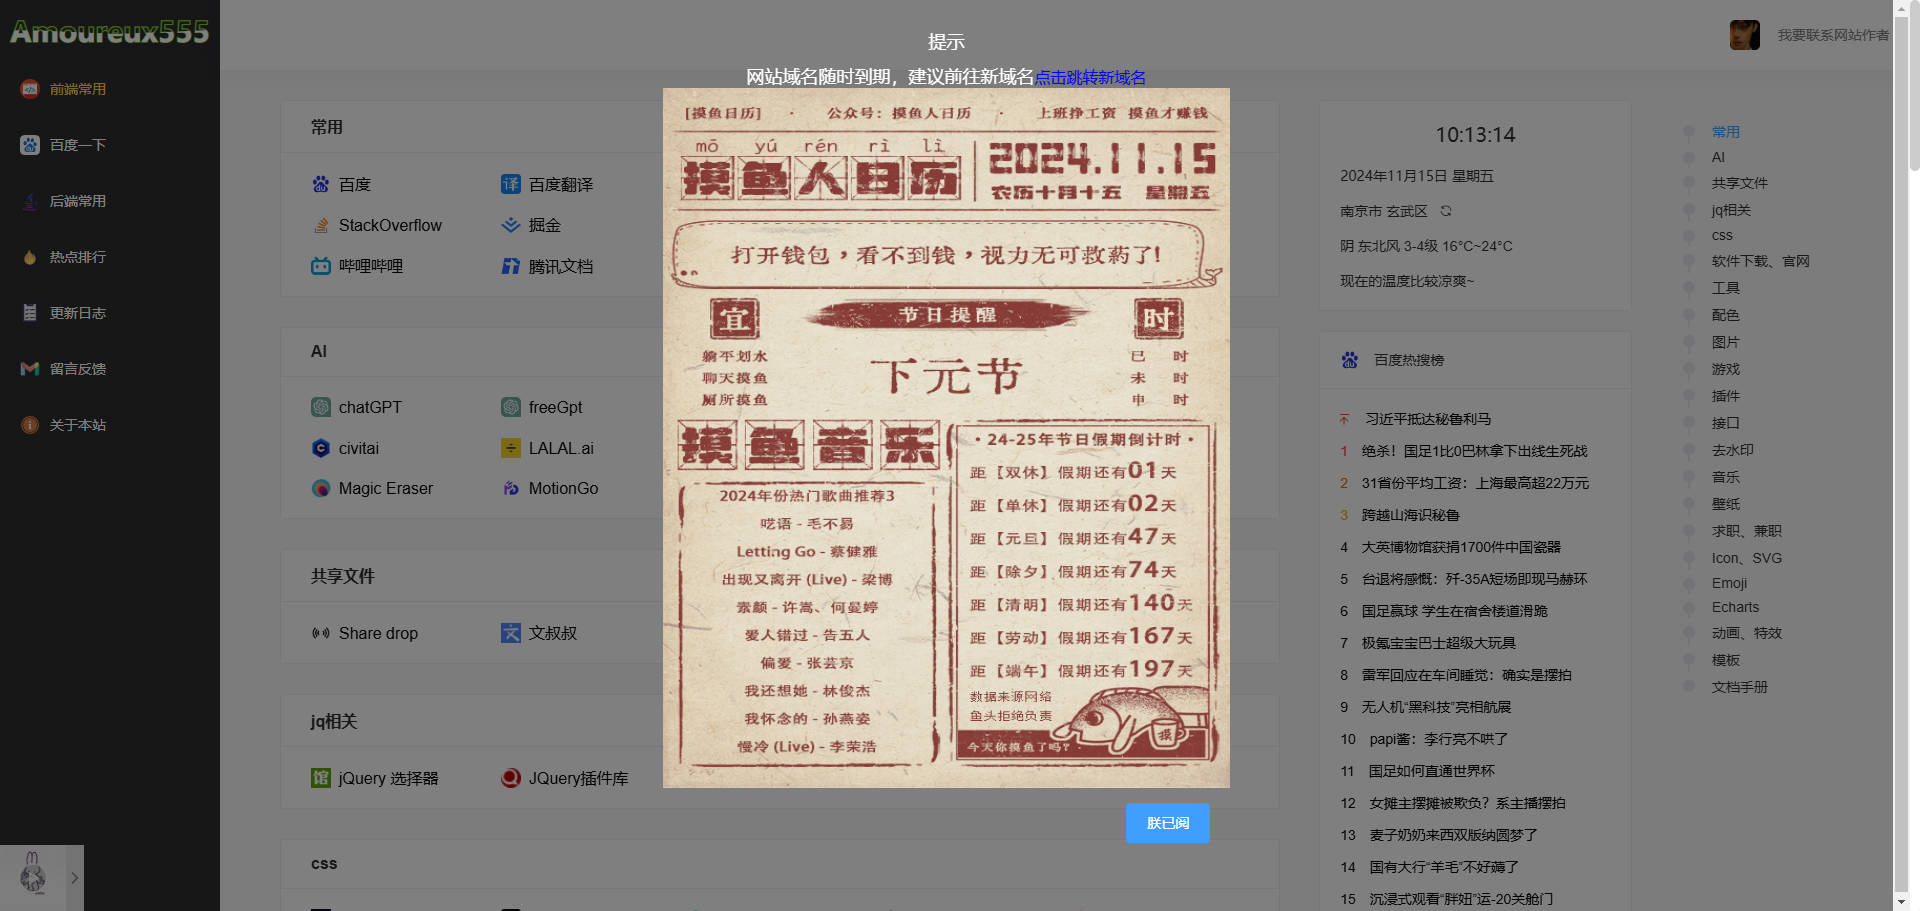 Amoureux555
前端常用
百度一下
后端常用
热点排行
更新日志
留言反馈
关于本站
我要联系网站作者
提示
网站域名随时到期，建议前往新域名点击跳转新域名
[摸鱼日历] · 公众号：摸鱼人日历 · 上班挣工资 摸鱼才赚钱
mō yú rén rì lì
摸鱼人日历
2024.11.15
农历十月十五 星期五
打开钱包，看不到钱，视力无可救药了!
宜
躺平划水
聊天摸鱼
厕所摸鱼
节日提醒
下元节
时
巳 时
未 时
申 时
摸鱼音乐
2024年份热门歌曲推荐3
呓语 - 毛不易
Letting Go - 蔡健雅
出现又离开 (Live) - 梁博
素颜 - 许嵩、何曼婷
爱人错过 - 告五人
偏爱 - 张芸京
我还想她 - 林俊杰
我怀念的 - 孙燕姿
慢冷 (Live) - 李荣浩
· 24-25年节日假期倒计时 ·
距【双休】假期还有01天
距【单休】假期还有02天
距【元旦】假期还有47天
距【除夕】假期还有74天
距【清明】假期还有140天
距【劳动】假期还有167天
距【端午】假期还有197天
数据来源网络
鱼头拒绝负责
今天你摸鱼了吗？
摸
朕已阅
常用
百度
百度翻译
StackOverflow
掘金
哔哩哔哩
腾讯文档
AI
chatGPT
freeGpt
civitai
LALAL.ai
Magic Eraser
MotionGo
共享文件
Share drop
文叔叔
jq相关
jQuery 选择器
JQuery插件库
css
10:13:14
2024年11月15日 星期五
南京市 玄武区
阴 东北风 3-4级 16°C~24°C
现在的温度比较凉爽~
百度热搜榜
习近平抵达秘鲁利马
1 绝杀！国足1比0巴林拿下出线生死战
2 31省份平均工资：上海最高超22万元
3 跨越山海识秘鲁
4 大英博物馆获捐1700件中国瓷器
5 台退将感慨：歼-35A短场即现马赫环
6 国足赢球 学生在宿舍楼道滑跪
7 极氪宝宝巴士超级大玩具
8 雷军回应在车间睡觉：确实是摆拍
9 无人机“黑科技”亮相航展
10 papi酱：李行亮不哄了
11 国足如何直通世界杯
12 女摊主摆摊被欺负？系主播摆拍
13 麦子奶奶来西双版纳圆梦了
14 国有大行“羊毛”不好薅了
15 沉浸式观看“胖妞”运-20关舱门
常用
AI
共享文件
jq相关
css
软件下载、官网
工具
配色
图片
游戏
插件
接口
去水印
音乐
壁纸
求职、兼职
Icon、SVG
Emoji
Echarts
动画、特效
模板
文档手册